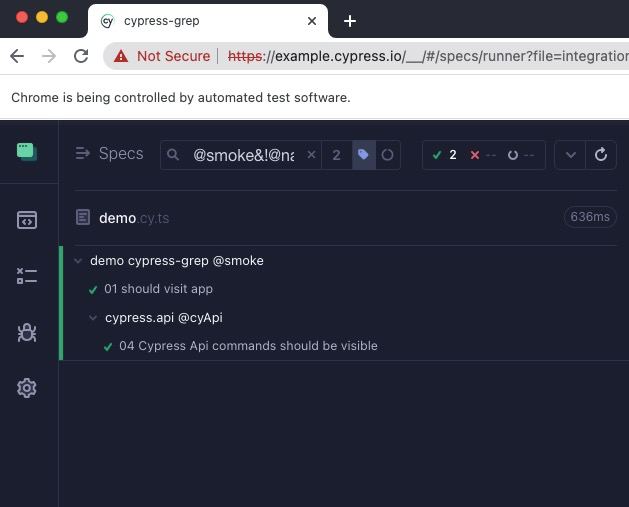 cypress-grep
Not Secure https://example.cypress.io/__/#/specs/runner?file=integration
Chrome is being controlled by automated test software.
Specs @smoke&!@na 2 2 -- --
demo.cy.ts 636ms
demo cypress-grep @smoke
01 should visit app
cypress.api @cyApi
04 Cypress Api commands should be visible